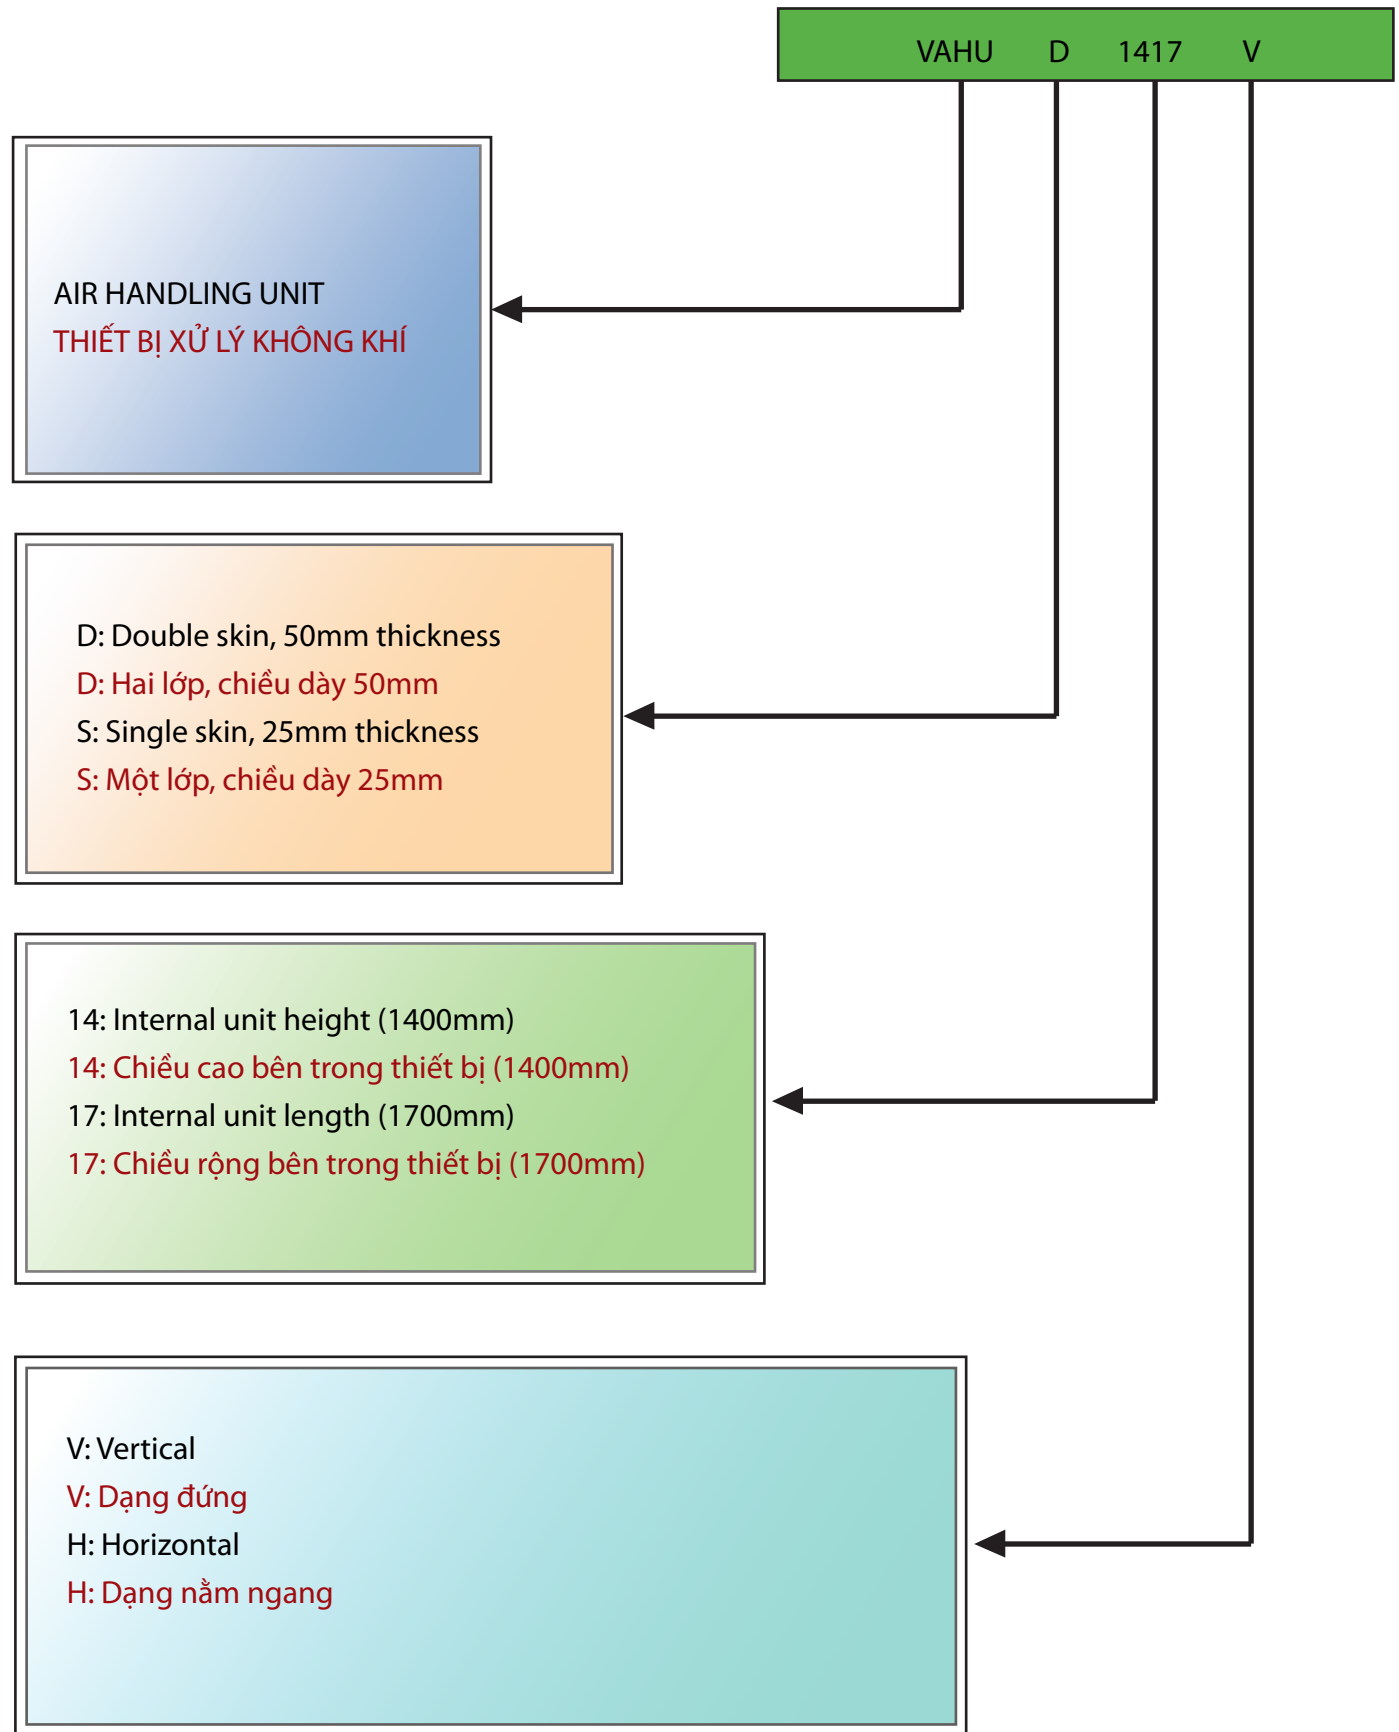 VAHU D 1417 V
AIR HANDLING UNIT
THIẾT BỊ XỬ LÝ KHÔNG KHÍ
D: Double skin, 50mm thickness
D: Hai lớp, chiều dày 50mm
S: Single skin, 25mm thickness
S: Một lớp, chiều dày 25mm
14: Internal unit height (1400mm)
14: Chiều cao bên trong thiết bị (1400mm)
17: Internal unit length (1700mm)
17: Chiều rộng bên trong thiết bị (1700mm)
V: Vertical
V: Dạng đứng
H: Horizontal
H: Dạng nằm ngang